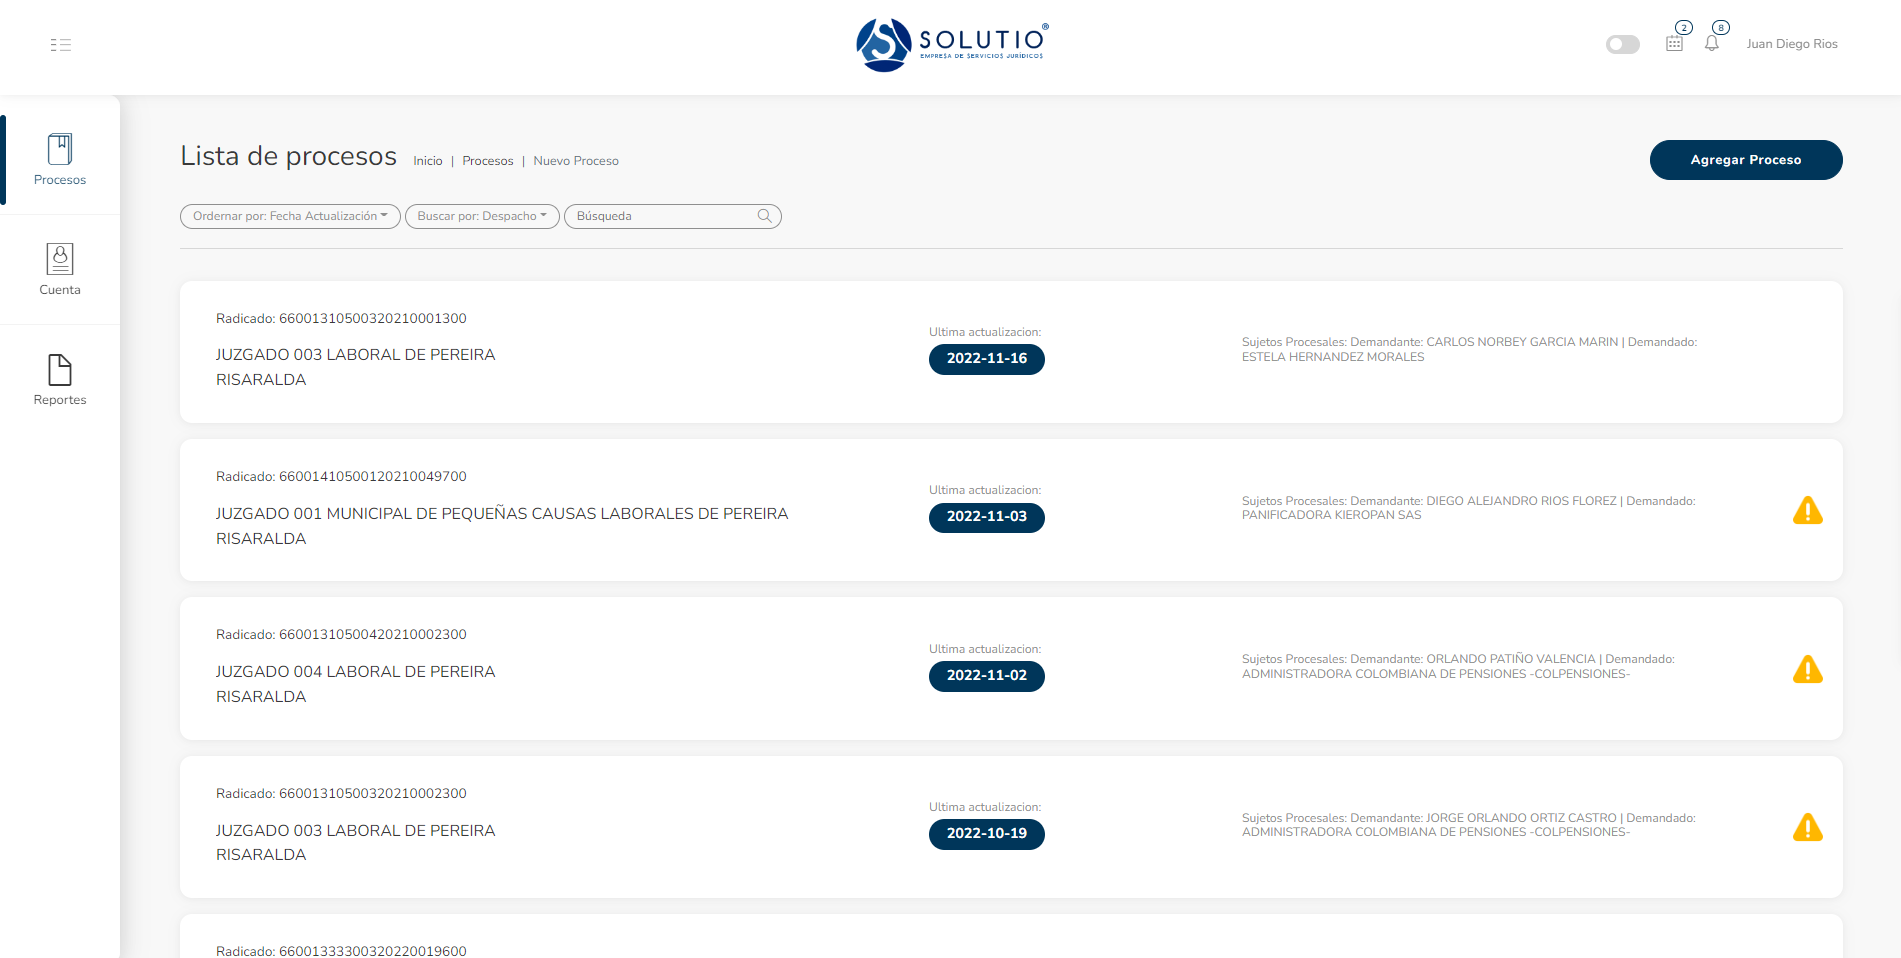 SOLUTIO®
EMPRESA DE SERVICIOS JURÍDICOS
2
8
Juan Diego Rios
Procesos
Cuenta
Reportes
Lista de procesos Inicio | Procesos | Nuevo Proceso
Agregar Proceso
Ordernar por: Fecha Actualización
Buscar por: Despacho
Búsqueda
Radicado: 66001310500320210001300
JUZGADO 003 LABORAL DE PEREIRA
RISARALDA
Ultima actualizacion:
2022-11-16
Sujetos Procesales: Demandante: CARLOS NORBEY GARCIA MARIN | Demandado:
ESTELA HERNANDEZ MORALES
Radicado: 66001410500120210049700
JUZGADO 001 MUNICIPAL DE PEQUEÑAS CAUSAS LABORALES DE PEREIRA
RISARALDA
Ultima actualizacion:
2022-11-03
Sujetos Procesales: Demandante: DIEGO ALEJANDRO RIOS FLOREZ | Demandado:
PANIFICADORA KIEROPAN SAS
Radicado: 66001310500420210002300
JUZGADO 004 LABORAL DE PEREIRA
RISARALDA
Ultima actualizacion:
2022-11-02
Sujetos Procesales: Demandante: ORLANDO PATIÑO VALENCIA | Demandado:
ADMINISTRADORA COLOMBIANA DE PENSIONES -COLPENSIONES-
Radicado: 66001310500320210002300
JUZGADO 003 LABORAL DE PEREIRA
RISARALDA
Ultima actualizacion:
2022-10-19
Sujetos Procesales: Demandante: JORGE ORLANDO ORTIZ CASTRO | Demandado:
ADMINISTRADORA COLOMBIANA DE PENSIONES -COLPENSIONES-
Radicado: 66001333300320220019600